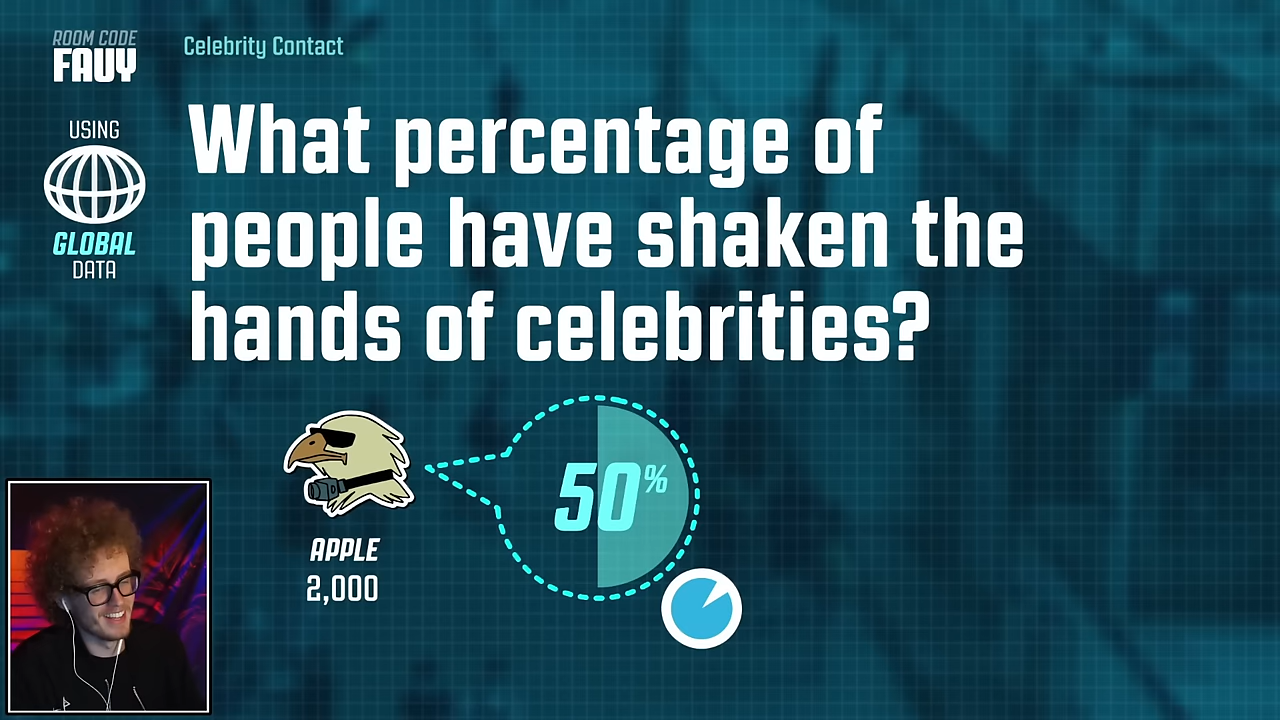 ROOM CODE
FAUY
Celebrity Contact
USING
GLOBAL
DATA
What percentage of
people have shaken the
hands of celebrities?
50%
APPLE
2,000